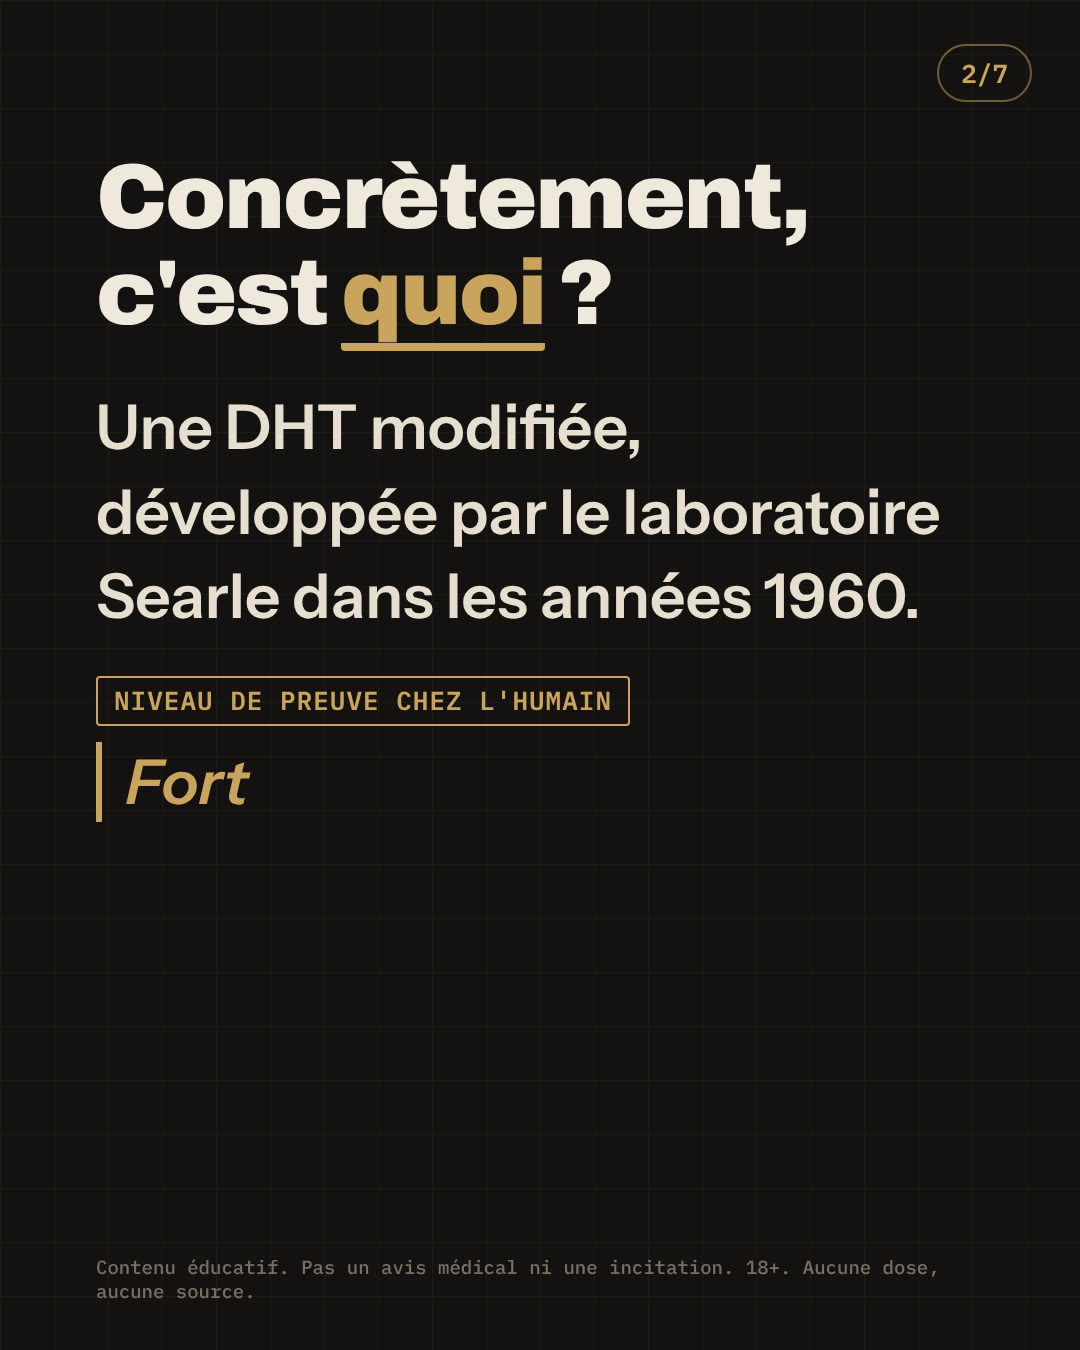 2/7
Concrètement,
c'est quoi ?
Une DHT modifiée,
développée par le laboratoire
Searle dans les années 1960.
NIVEAU DE PREUVE CHEZ L'HUMAIN
Fort
Contenu éducatif. Pas un avis médical ni une incitation. 18+. Aucune dose,
aucune source.